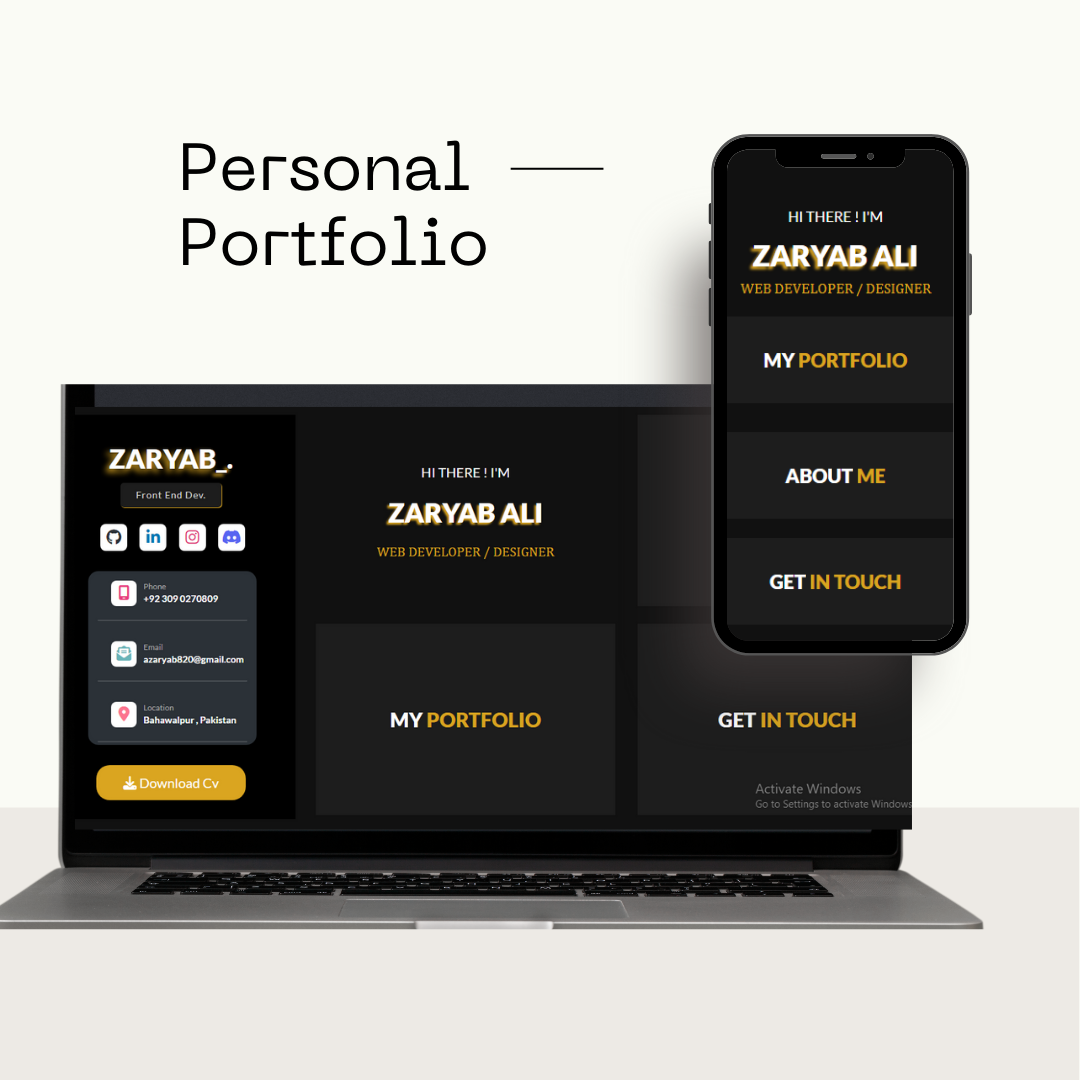 Personal
Portfolio
HI THERE ! I'M
ZARYAB ALI
WEB DEVELOPER / DESIGNER
MY PORTFOLIO
ABOUT ME
GET IN TOUCH
ZARYAB_.
Front End Dev.
in
Phone
+92 309 0270809
Email
azaryab820@gmail.com
Location
Bahawalpur , Pakistan
Download Cv
HI THERE ! I'M
ZARYAB ALI
WEB DEVELOPER / DESIGNER
MY PORTFOLIO
GET IN TOUCH
Activate Windows
Go to Settings to activate Windows